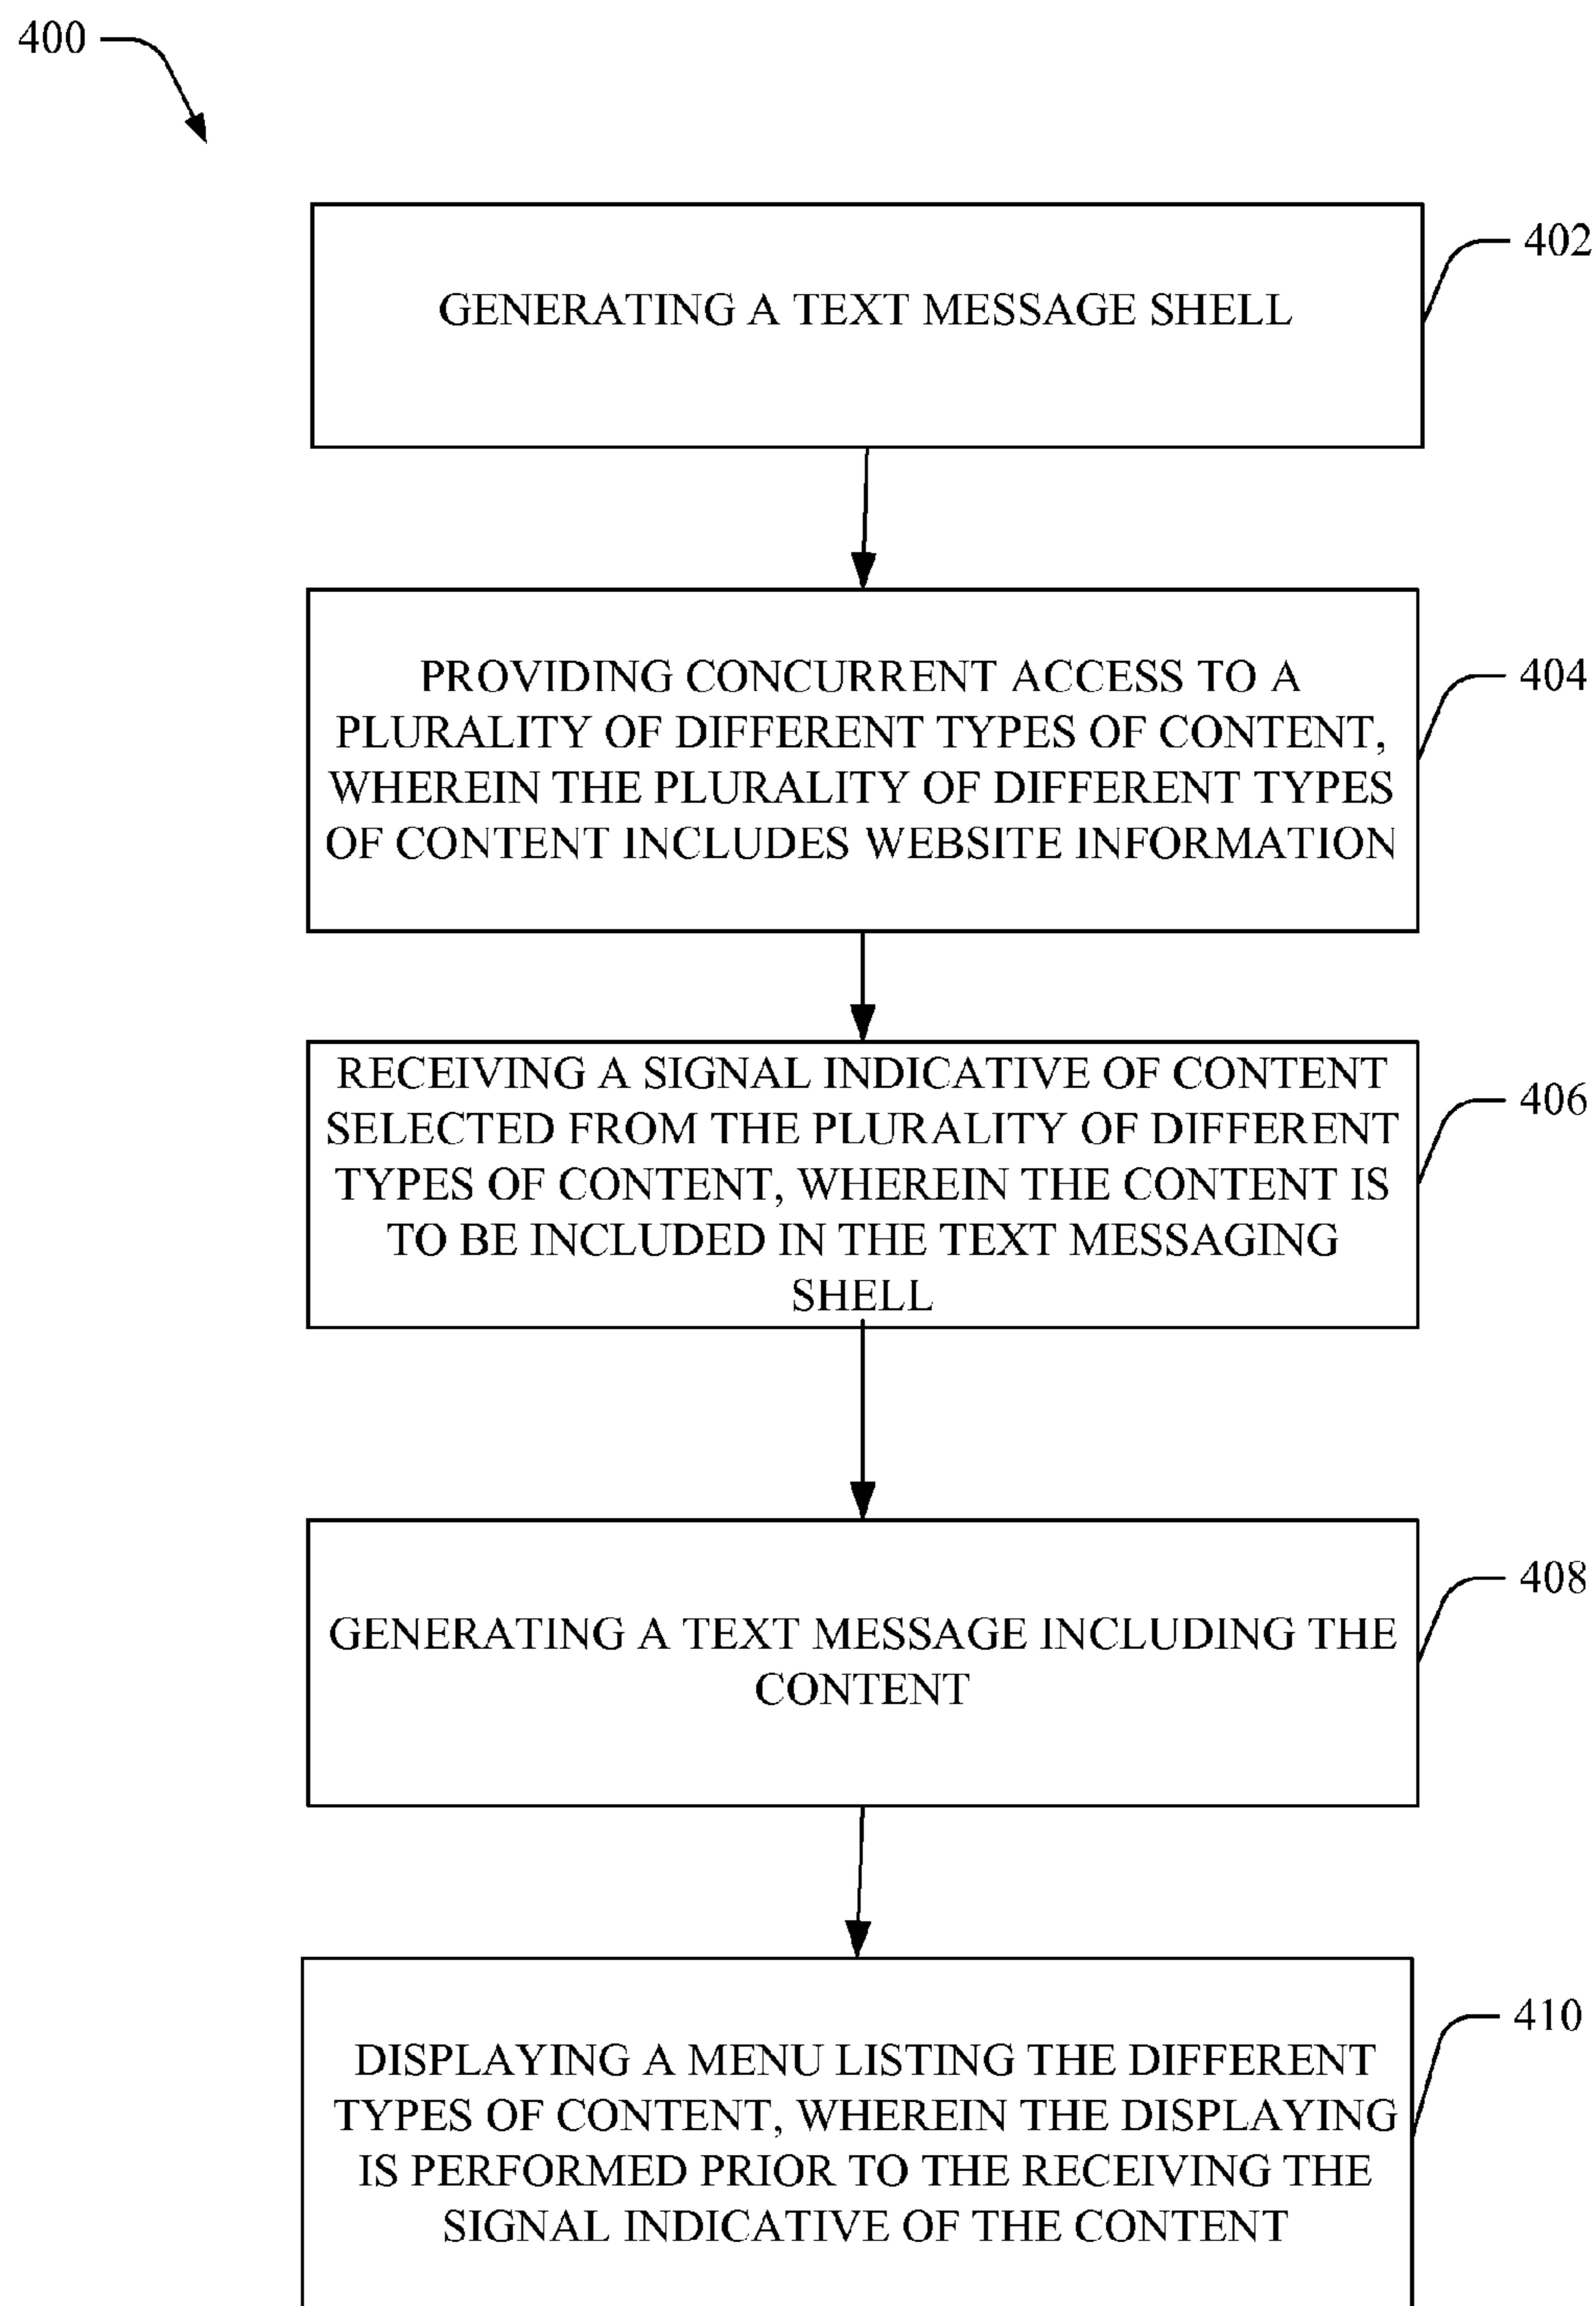 400
GENERATING A TEXT MESSAGE SHELL
402
PROVIDING CONCURRENT ACCESS TO A
PLURALITY OF DIFFERENT TYPES OF CONTENT,
WHEREIN THE PLURALITY OF DIFFERENT TYPES
OF CONTENT INCLUDES WEBSITE INFORMATION
404
RECEIVING A SIGNAL INDICATIVE OF CONTENT
SELECTED FROM THE PLURALITY OF DIFFERENT
TYPES OF CONTENT, WHEREIN THE CONTENT IS
TO BE INCLUDED IN THE TEXT MESSAGING
SHELL
406
GENERATING A TEXT MESSAGE INCLUDING THE
CONTENT
408
DISPLAYING A MENU LISTING THE DIFFERENT
TYPES OF CONTENT, WHEREIN THE DISPLAYING
IS PERFORMED PRIOR TO THE RECEIVING THE
SIGNAL INDICATIVE OF THE CONTENT
410